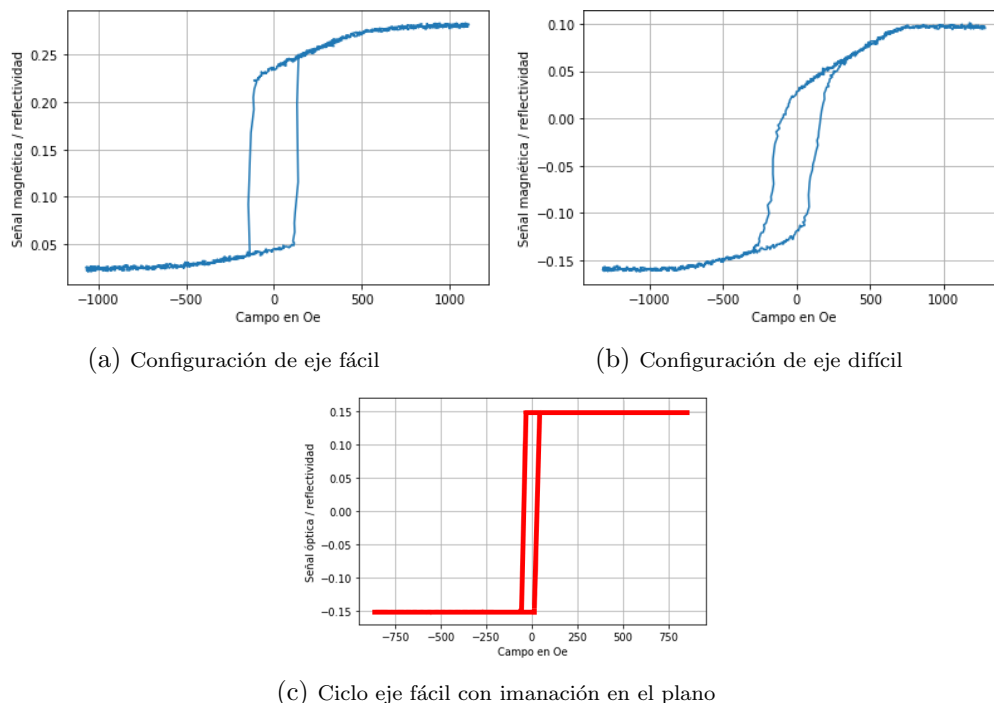 0.25
0.20
0.15
0.10
0.05
Señal magnética / reflectividad
−1000 −500 0 500 1000
Campo en Oe
(a) Configuración de eje fácil
0.10
0.05
0.00
−0.05
−0.10
−0.15
Señal magnética / reflectividad
−1000 −500 0 500 1000
Campo en Oe
(b) Configuración de eje difícil
0.15
0.10
0.05
0.00
−0.05
−0.10
−0.15
Señal óptica / reflectividad
−750 −500 −250 0 250 500 750
Campo en Oe
(c) Ciclo eje fácil con imanación en el plano